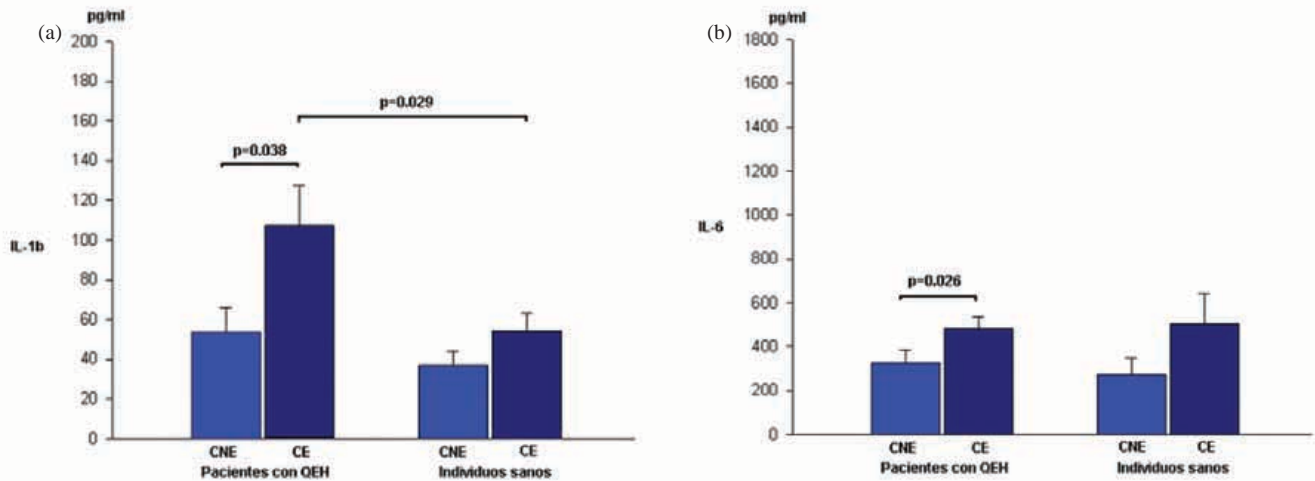 (a)
pg/ml
200
180
160
140
120
100
80
60
40
20
0
IL-1b
p=0.029
p=0.038
CNE CE CNE CE
Pacientes con QEH Individuos sanos
(b)
pg/ml
1800
1600
1400
1200
1000
800
600
400
200
0
IL-6
p=0.026
CNE CE CNE CE
Pacientes con QEH Individuos sanos